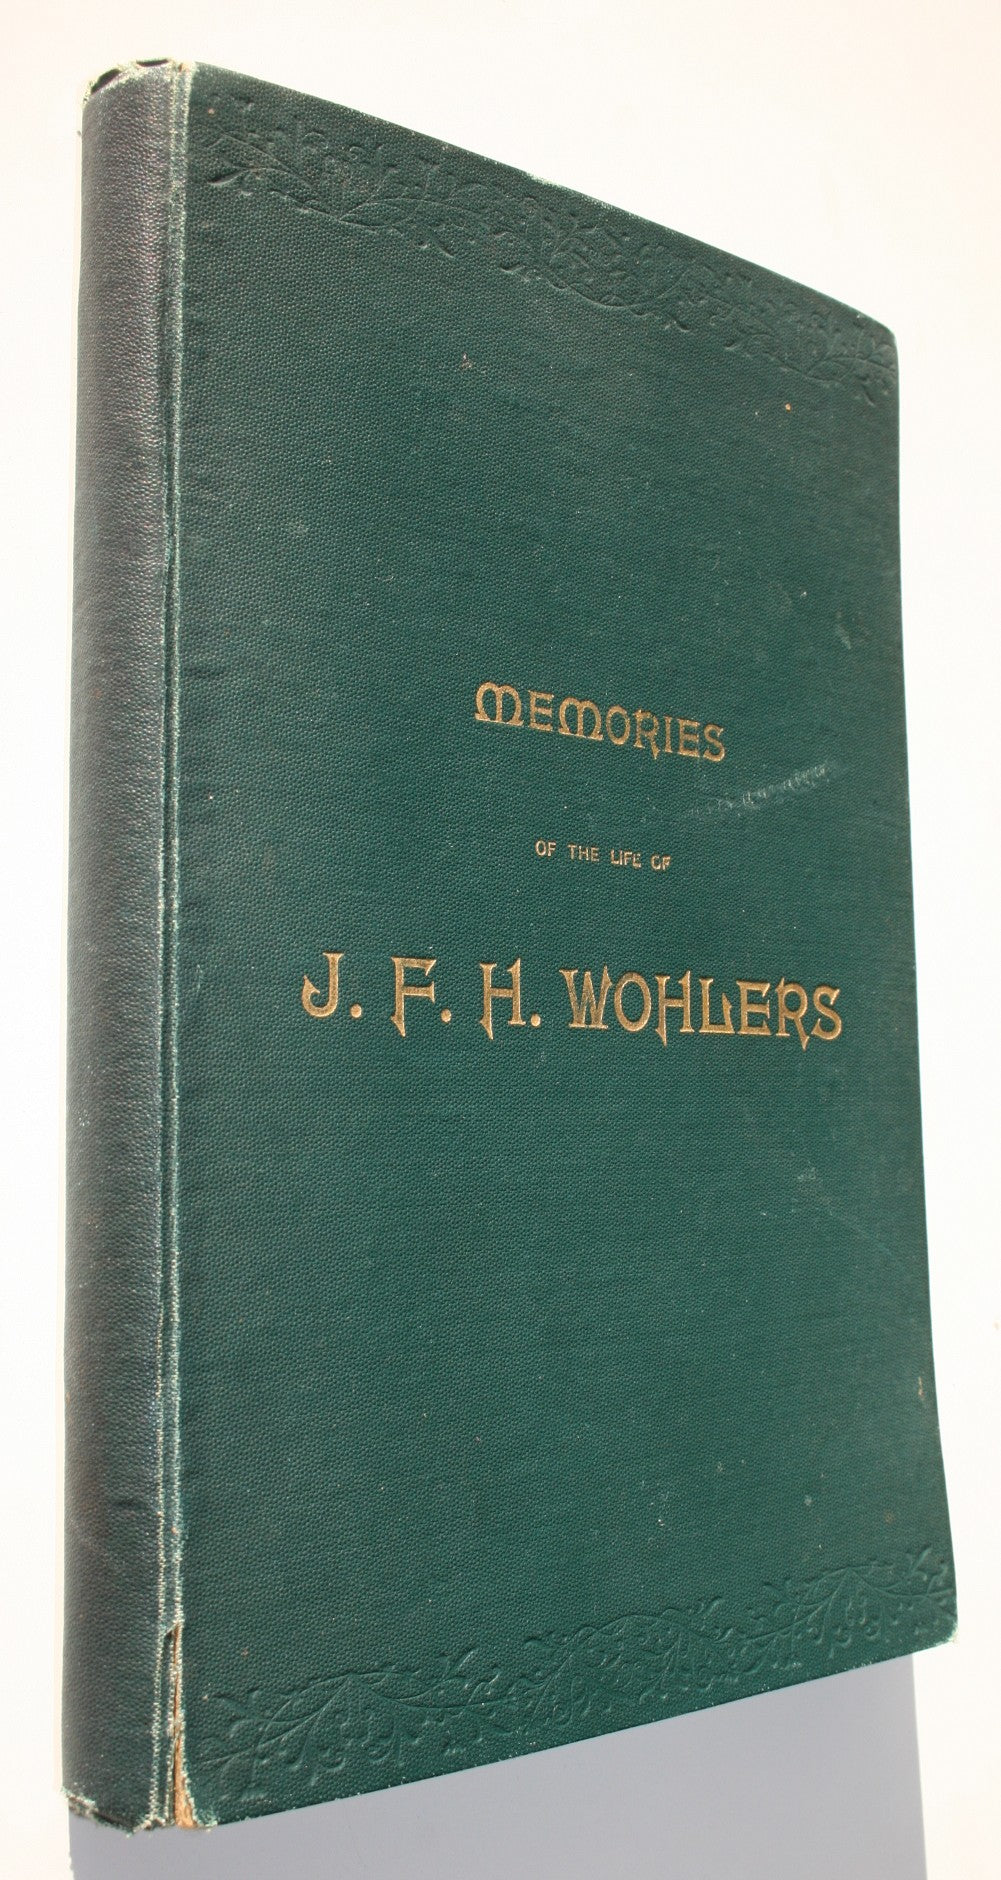 MEMORIES
OF THE LIFE OF
J. F. H. WOHLERS